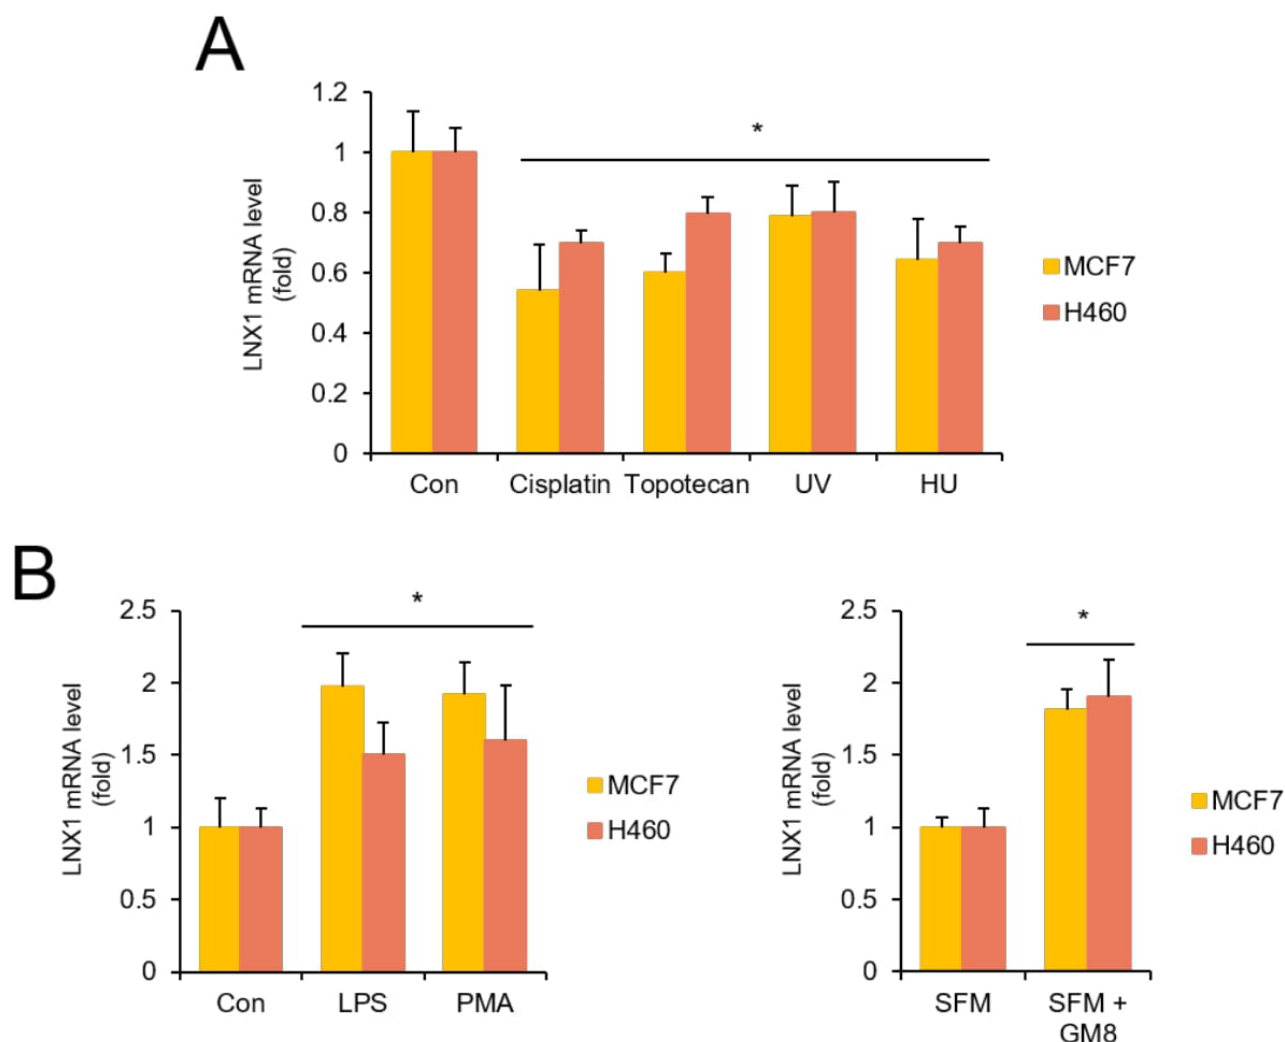 A
1.2
1
0.8
0.6
0.4
0.2
0
LNX1 mRNA level
(fold)
*
Con Cisplatin Topotecan UV HU
MCF7
H460
B
2.5
2
1.5
1
0.5
0
LNX1 mRNA level
(fold)
*
Con LPS PMA
MCF7
H460
2.5
2
1.5
1
0.5
0
LNX1 mRNA level
(fold)
*
SFM SFM +
GM8
MCF7
H460